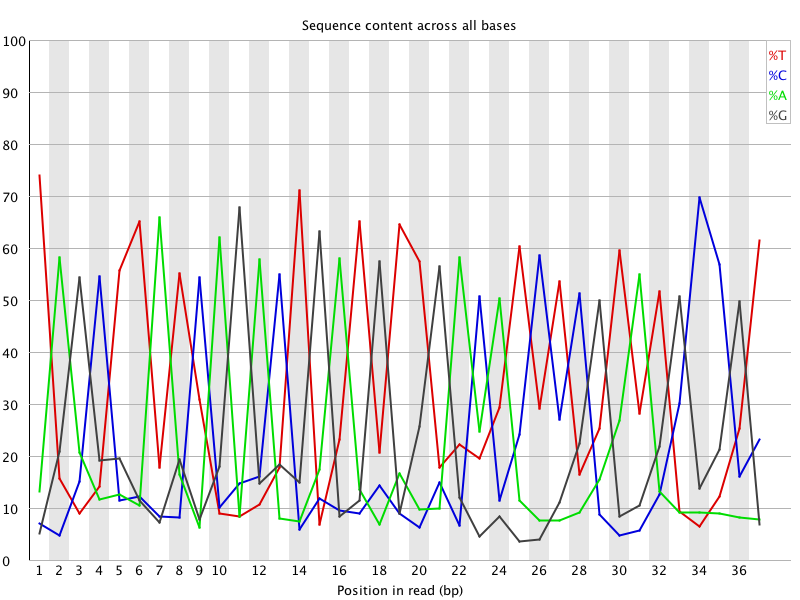 Sequence content across all bases
100
90
80
70
60
50
40
30
20
10
0
%T
%C
%A
%G
1 2 3 4 5 6 7 8 9 10 12 14 16 18 20 22 24 26 28 30 32 34 36
Position in read (bp)